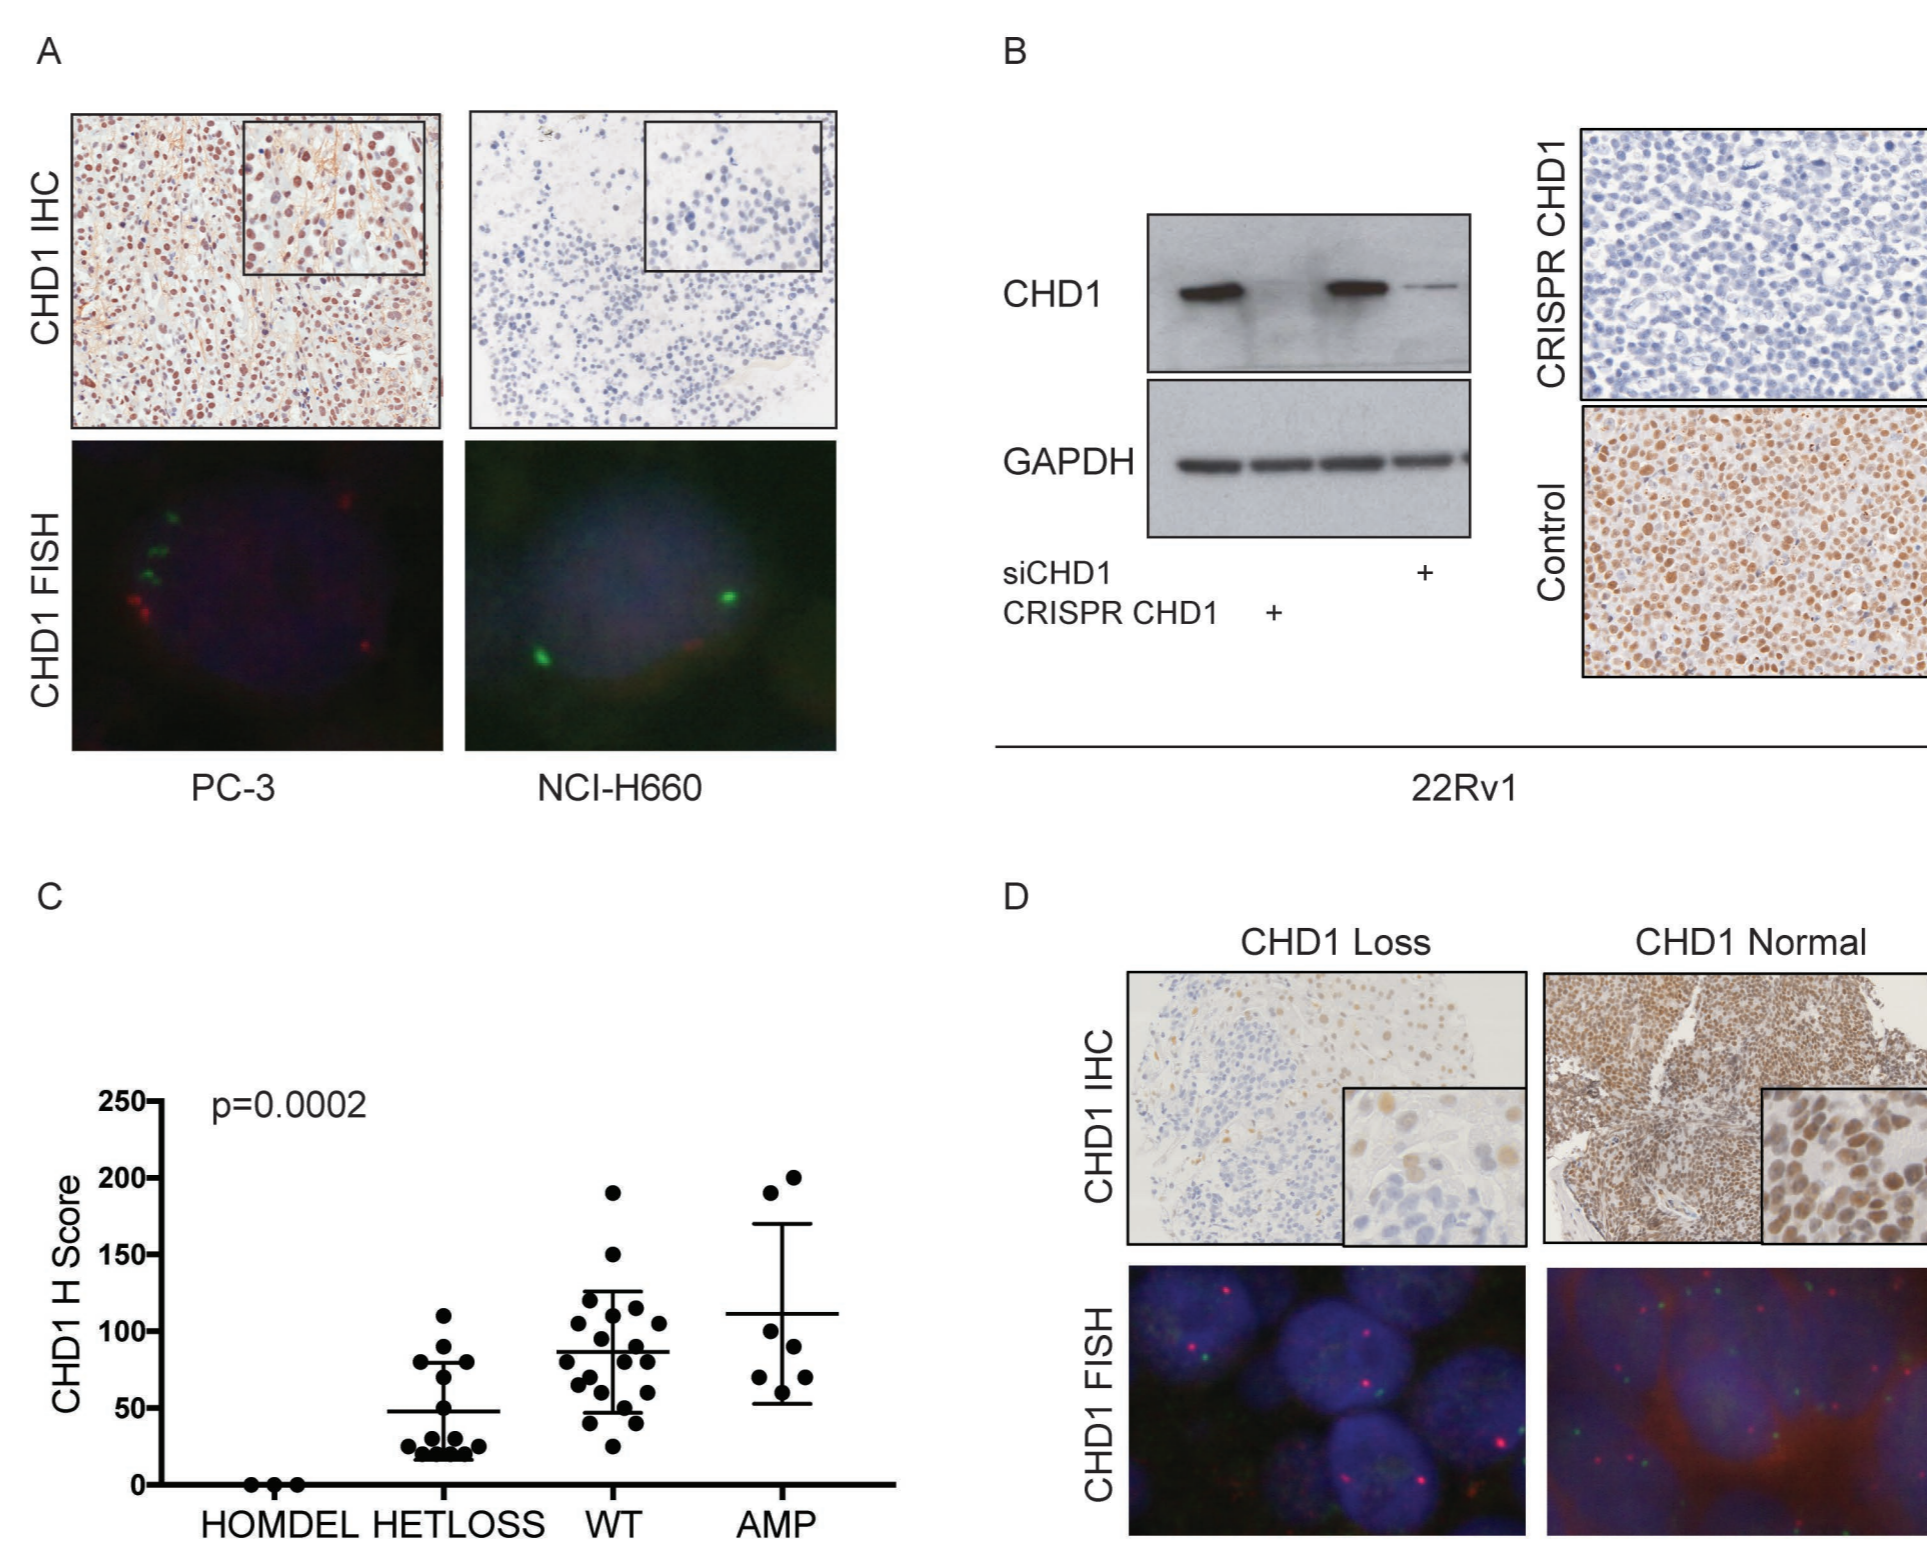 A
CHD1 IHC
CHD1 FISH
PC-3
NCI-H660
B
CHD1
GAPDH
siCHD1 +
CRISPR CHD1 +
CRISPR CHD1
Control
22Rv1
C
p=0.0002
CHD1 H Score
250
200
150
100
50
0
HOMDEL HETLOSS WT AMP
D
CHD1 Loss
CHD1 Normal
CHD1 IHC
CHD1 FISH